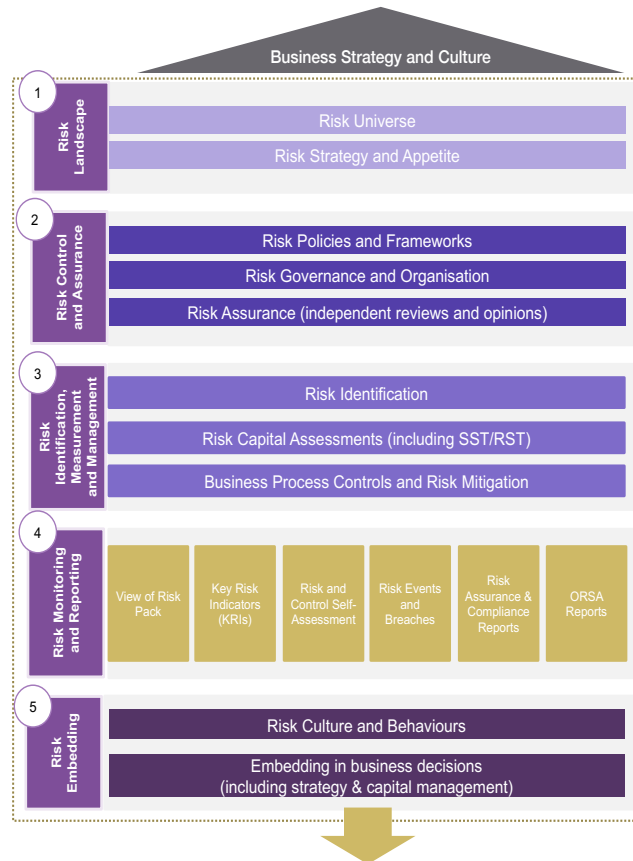 Business Strategy and Culture
1
Risk
Landscape
Risk Universe
Risk Strategy and Appetite
2
Risk Control
and Assurance
Risk Policies and Frameworks
Risk Governance and Organisation
Risk Assurance (independent reviews and opinions)
3
Risk
Identification,
Measurement
and Management
Risk Identification
Risk Capital Assessments (including SST/RST)
Business Process Controls and Risk Mitigation
4
Risk Monitoring
and Reporting
View of Risk
Pack
Key Risk
Indicators
(KRIs)
Risk and
Control Self-
Assessment
Risk Events
and
Breaches
Risk
Assurance &
Compliance
Reports
ORSA
Reports
5
Risk
Embedding
Risk Culture and Behaviours
Embedding in business decisions
(including strategy & capital management)